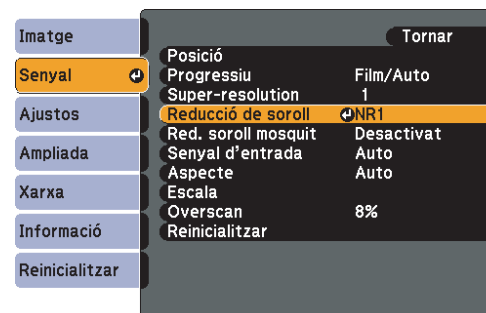 Imatge
Senyal
Ajustos
Ampliada
Xarxa
Informació
Reinicialitzar
Tornar
Posició
Progressiu Film/Auto
Super-resolution 1
Reducció de soroll NR1
Red. soroll mosquit Desactivat
Senyal d'entrada Auto
Aspecte Auto
Escala
Overscan 8%
Reinicialitzar